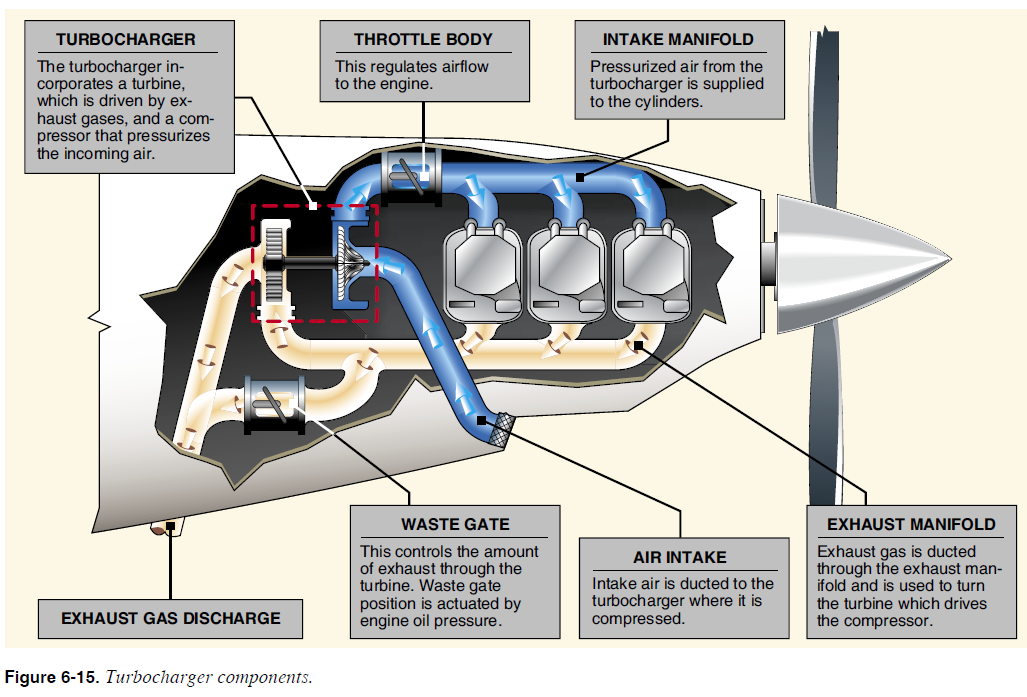 TURBOCHARGER
The turbocharger in-
corporates a turbine,
which is driven by ex-
haust gases, and a com-
pressor that pressurizes
the incoming air.
THROTTLE BODY
This regulates airflow
to the engine.
INTAKE MANIFOLD
Pressurized air from the
turbocharger is supplied
to the cylinders.
EXHAUST GAS DISCHARGE
WASTE GATE
This controls the amount
of exhaust through the
turbine. Waste gate
position is actuated by
engine oil pressure.
AIR INTAKE
Intake air is ducted to the
turbocharger where it is
compressed.
EXHAUST MANIFOLD
Exhaust gas is ducted
through the exhaust man-
ifold and is used to turn
the turbine which drives
the compressor.
Figure 6-15. Turbocharger components.